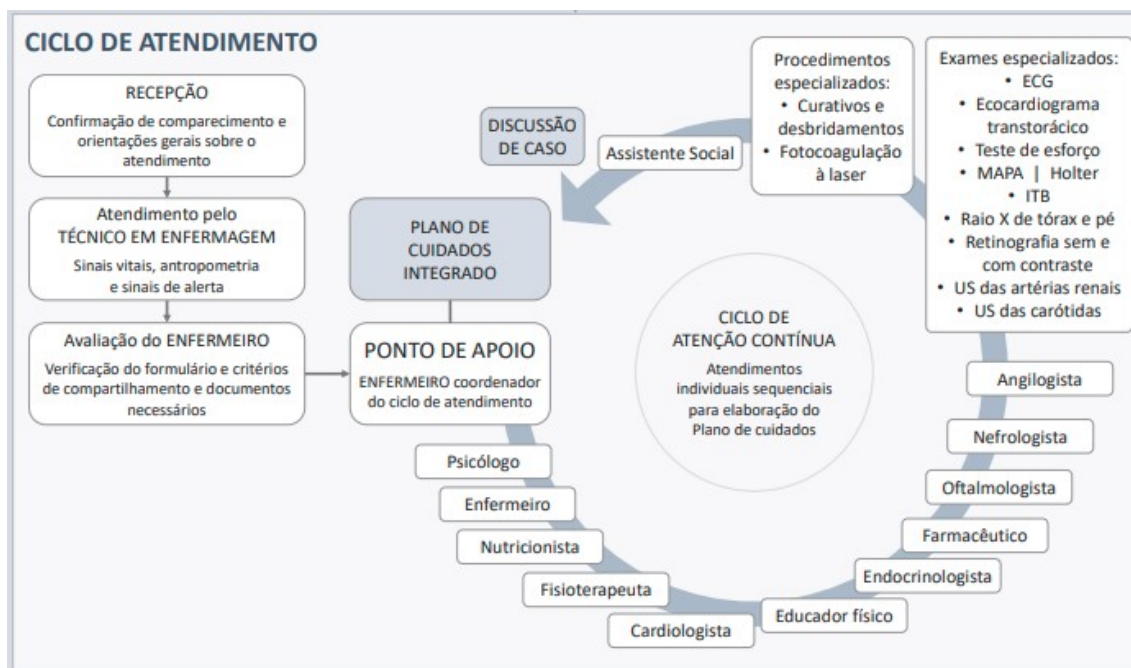 CICLO DE ATENDIMENTO
RECEPÇÃO
Confirmação de comparecimento e
orientações gerais sobre o
atendimento
Atendimento pelo
TÉCNICO EM ENFERMAGEM
Sinais vitais, antropometria
e sinais de alerta
Avaliação do ENFERMEIRO
Verificação do formulário e critérios
de compartilhamento e documentos
necessários
PONTO DE APOIO
ENFERMEIRO coordenador
do ciclo de atendimento
PLANO DE
CUIDADOS
INTEGRADO
DISCUSSÃO
DE CASO
Assistente Social
Procedimentos
especializados:
• Curativos e
desbridamentos
• Fotocoagulação
à laser
Exames especializados:
• ECG
• Ecocardiograma
transtorácico
• Teste de esforço
• MAPA | Holter
• ITB
• Raio X de tórax e pé
• Retinografia sem e
com contraste
• US das artérias renais
• US das carótidas
CICLO DE
ATENÇÃO CONTÍNUA
Atendimentos
individuais sequenciais
para elaboração do
Plano de cuidados
Psicólogo
Enfermeiro
Nutricionista
Fisioterapeuta
Cardiologista
Educador físico
Endocrinologista
Farmacêutico
Oftalmologista
Nefrologista
Angilogista